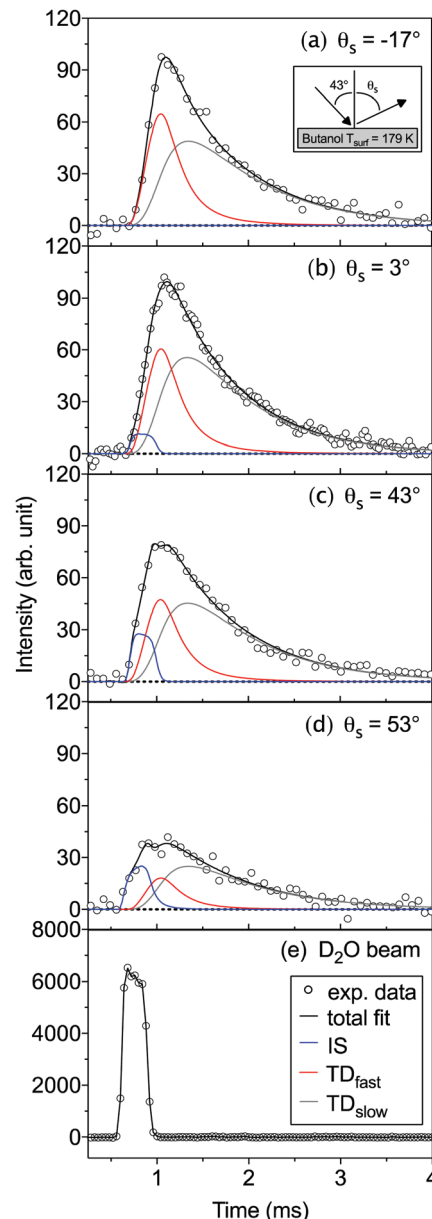 (a) θs = -17°
120
90
60
30
0
43°
θs
Butanol Tsurf = 179 K
(b) θs = 3°
120
90
60
30
0
(c) θs = 43°
120
90
60
30
0
(d) θs = 53°
120
90
60
30
0
Intensity (arb. unit)
(e) D2O beam
8000
6000
4000
2000
0
exp. data
total fit
IS
TDfast
TDslow
1 2 3 4
Time (ms)